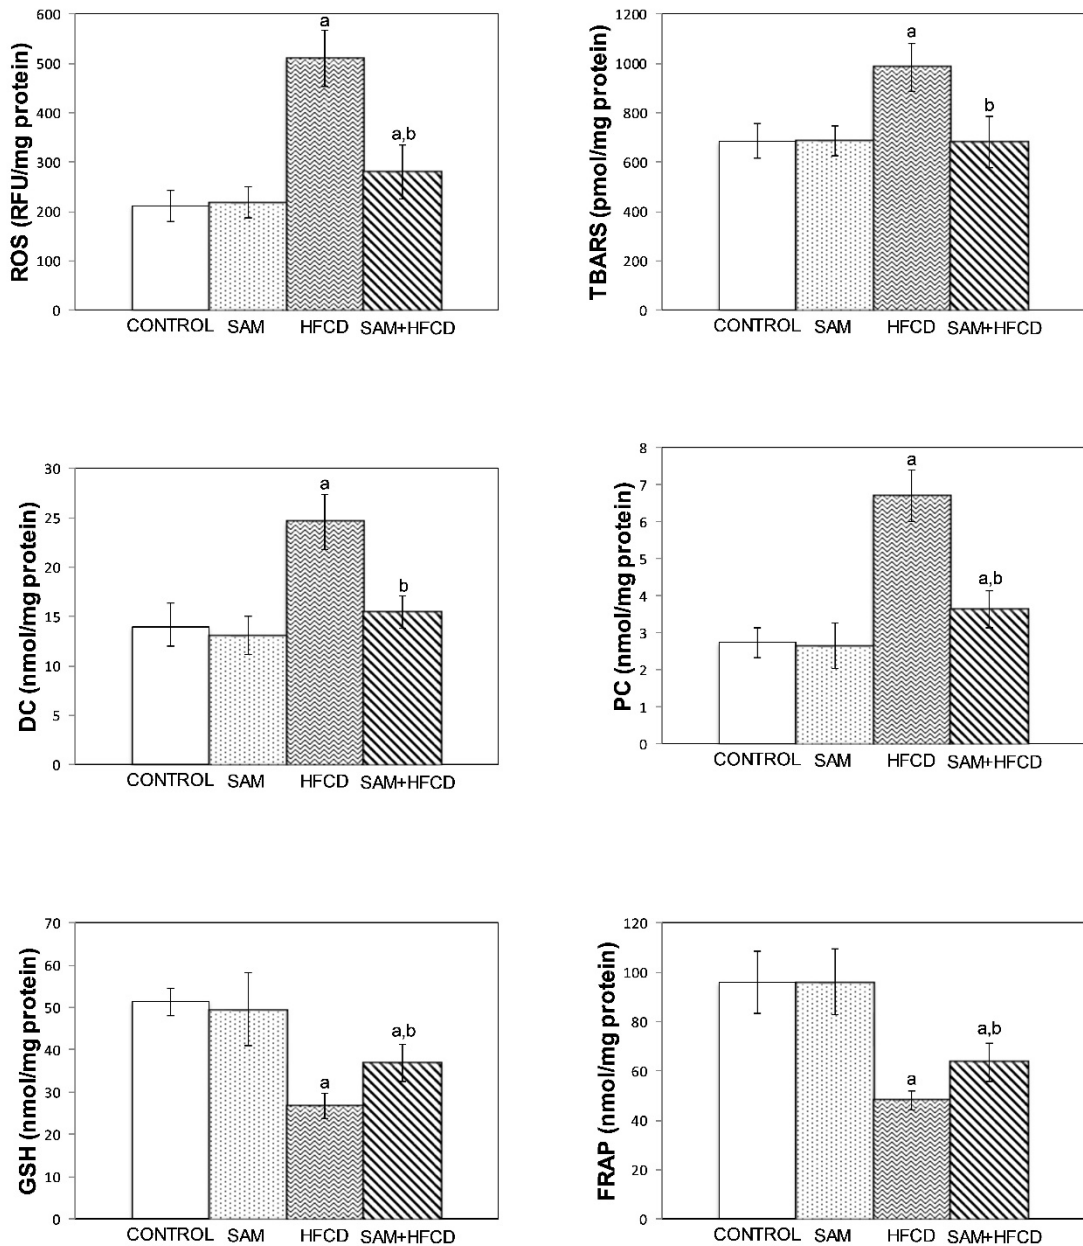 ROS (RFU/mg protein)
600
500
400
300
200
100
0
a
a,b
CONTROL SAM HFCD SAM+HFCD
TBARS (pmol/mg protein)
1200
1000
800
600
400
200
0
a
b
CONTROL SAM HFCD SAM+HFCD
DC (nmol/mg protein)
30
25
20
15
10
5
0
a
b
CONTROL SAM HFCD SAM+HFCD
PC (nmol/mg protein)
8
7
6
5
4
3
2
1
0
a
a,b
CONTROL SAM HFCD SAM+HFCD
GSH (nmol/mg protein)
70
60
50
40
30
20
10
0
a
a,b
CONTROL SAM HFCD SAM+HFCD
FRAP (nmol/mg protein)
120
100
80
60
40
20
0
a
a,b
CONTROL SAM HFCD SAM+HFCD